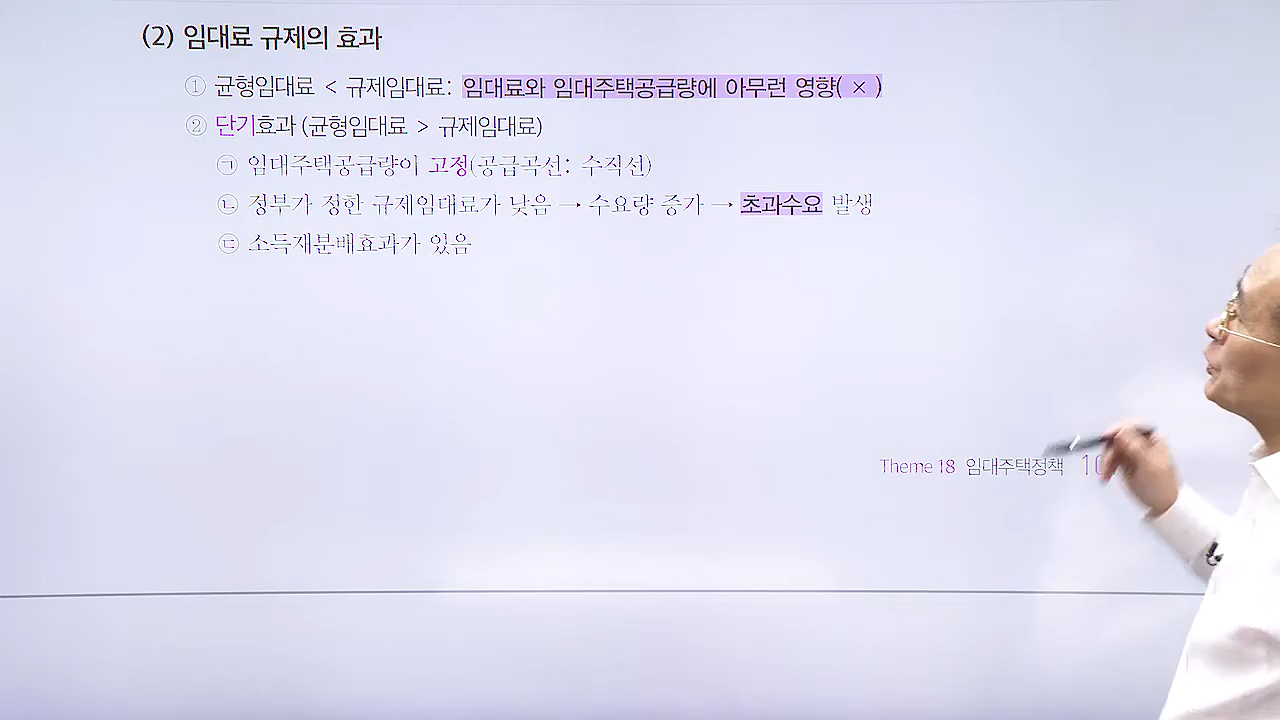 (2) 임대료 규제의 효과
① 균형임대료 < 규제임대료: 임대료와 임대주택공급량에 아무런 영향( × )
② 단기효과 (균형임대료 > 규제임대료)
㉠ 임대주택공급량이 고정(공급곡선: 수직선)
㉡ 정부가 정한 규제임대료가 낮음 → 수요량 증가 → 초과수요 발생
㉢ 소득재분배효과가 있음
Theme 18 임대주택정책